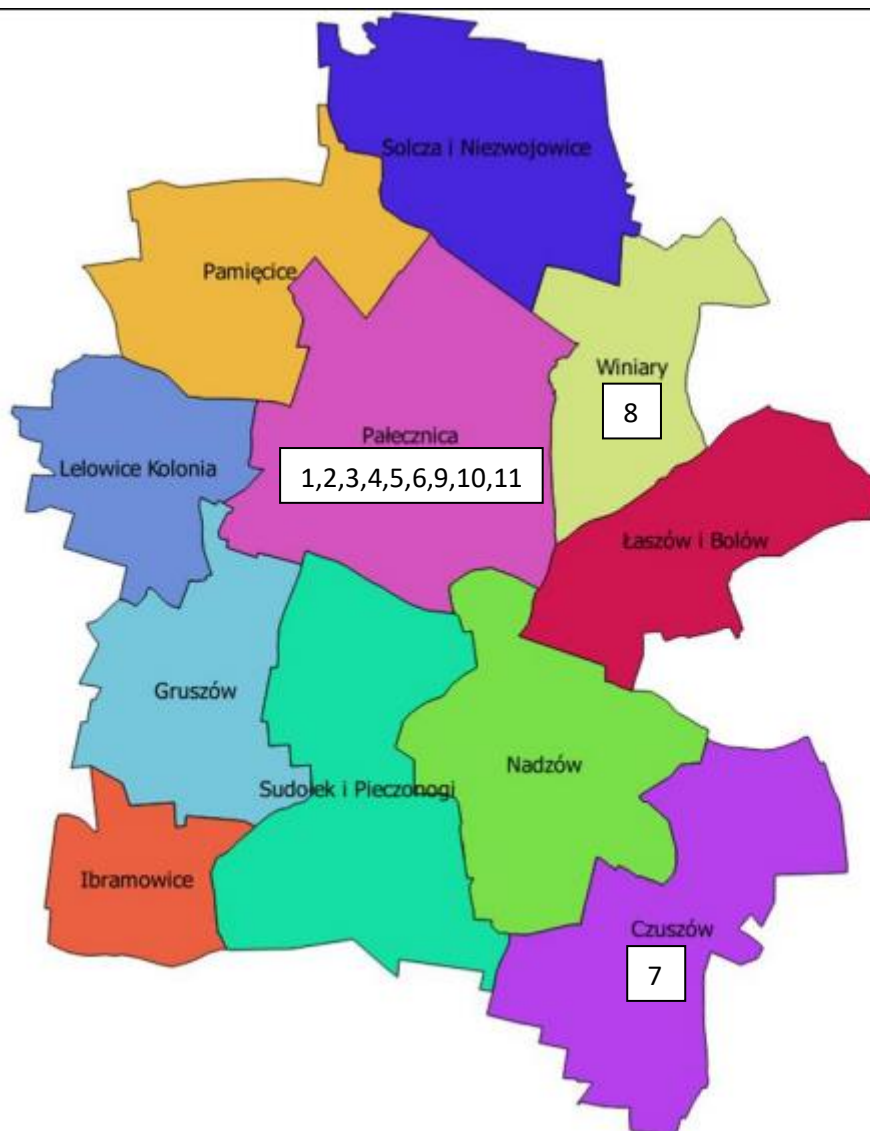 Solcza i Niezwojowice
Pamięcice
Winiary
8
Pałecznica
1,2,3,4,5,6,9,10,11
Lelowice Kolonia
Łaszów i Bolów
Gruszów
Nadzów
Sudołek i Pieczonogi
Ibramowice
Czuszów
7